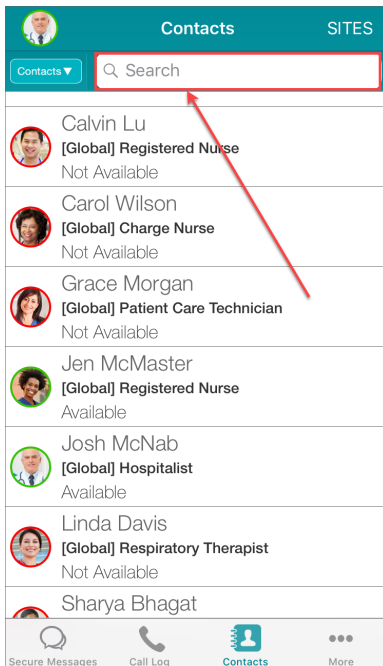 Contacts
SITES
Contacts▼
Search
Calvin Lu
[Global] Registered Nurse
Not Available
Carol Wilson
[Global] Charge Nurse
Not Available
Grace Morgan
[Global] Patient Care Technician
Not Available
Jen McMaster
[Global] Registered Nurse
Available
Josh McNab
[Global] Hospitalist
Available
Linda Davis
[Global] Respiratory Therapist
Not Available
Sharya Bhagat
Secure Messages
Call Log
Contacts
More